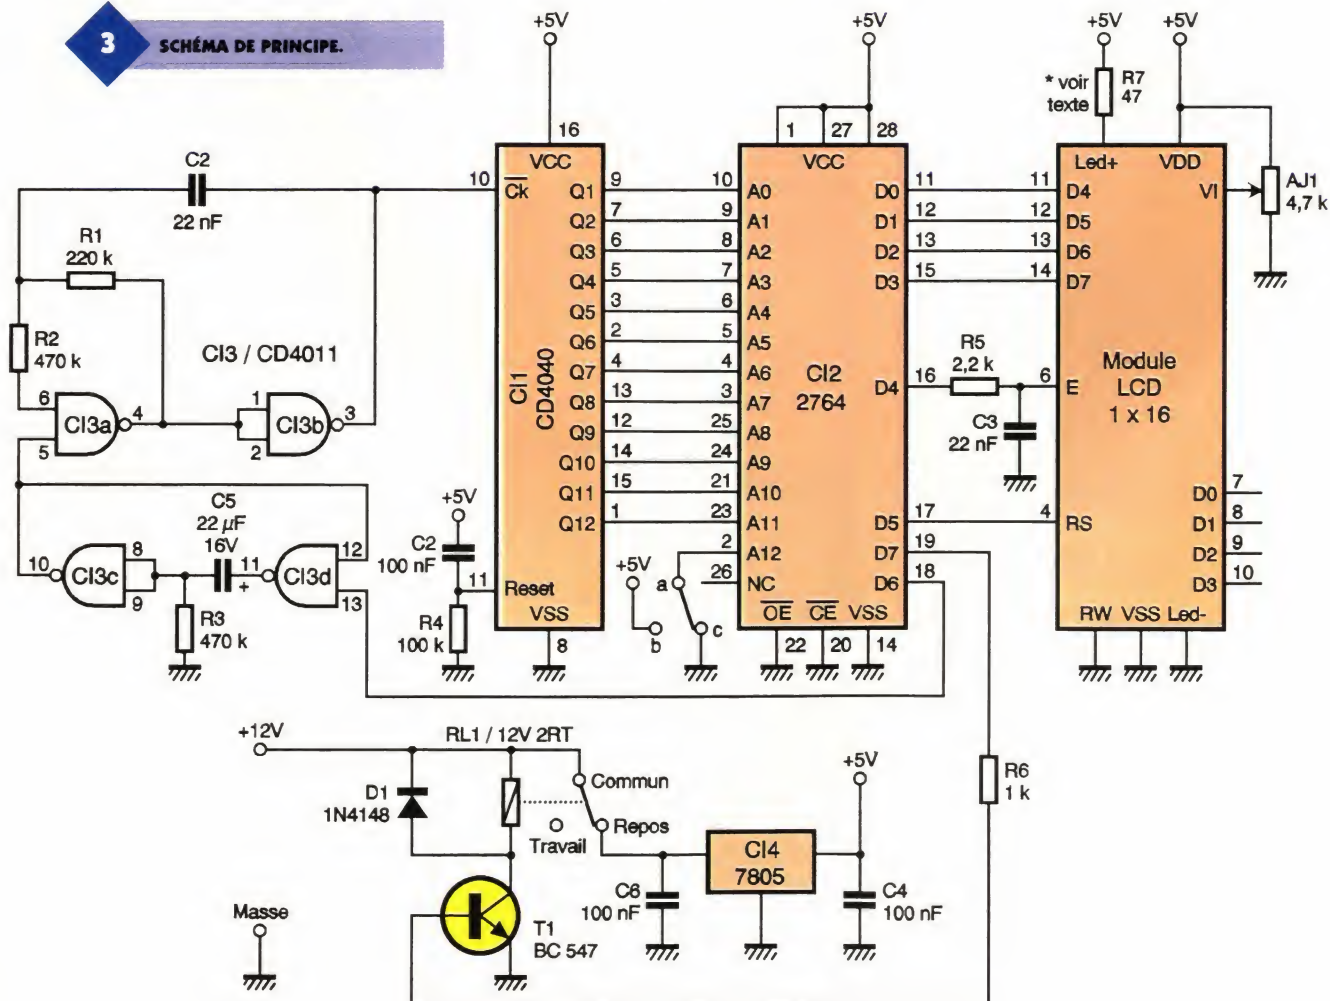 3
SCHÉMA DE PRINCIPE.
+5V
+5V
+5V
+5V
* voir
texte
R7
47
16
1
27
28
C2
22 nF
10
Ck
VCC
CI1
CD4040
Q1
Q2
Q3
Q4
Q5
Q6
Q7
Q8
Q9
Q10
Q11
Q12
Reset
VSS
9
7
6
5
3
2
4
13
12
14
15
1
11
8
10
9
8
7
6
5
4
3
25
24
21
23
2
26
VCC
A0
A1
A2
A3
A4
A5
A6
A7
A8
A9
A10
A11
A12
NC
CI2
2764
D0
D1
D2
D3
D4
D5
D7
D6
OE
CE
VSS
22
20
14
11
12
13
15
16
17
19
18
R5
2,2 k
C3
22 nF
11
12
13
14
6
4
Led+
VDD
D4
D5
D6
D7
VI
AJ1
4,7 k
Module
LCD
1 x 16
E
RS
D0
D1
D2
D3
7
8
9
10
RW
VSS
Led-
R1
220 k
R2
470 k
CI3 / CD4011
6
5
CI3a
4
1
2
CI3b
3
C5
22 µF
16V
10
CI3c
8
9
11
+
CI3d
12
13
R3
470 k
+5V
C2
100 nF
R4
100 k
+5V
a
b
c
+12V
RL1 / 12V 2RT
D1
1N4148
Commun
Repos
Travail
C6
100 nF
CI4
7805
+5V
C4
100 nF
R6
1 k
Masse
T1
BC 547